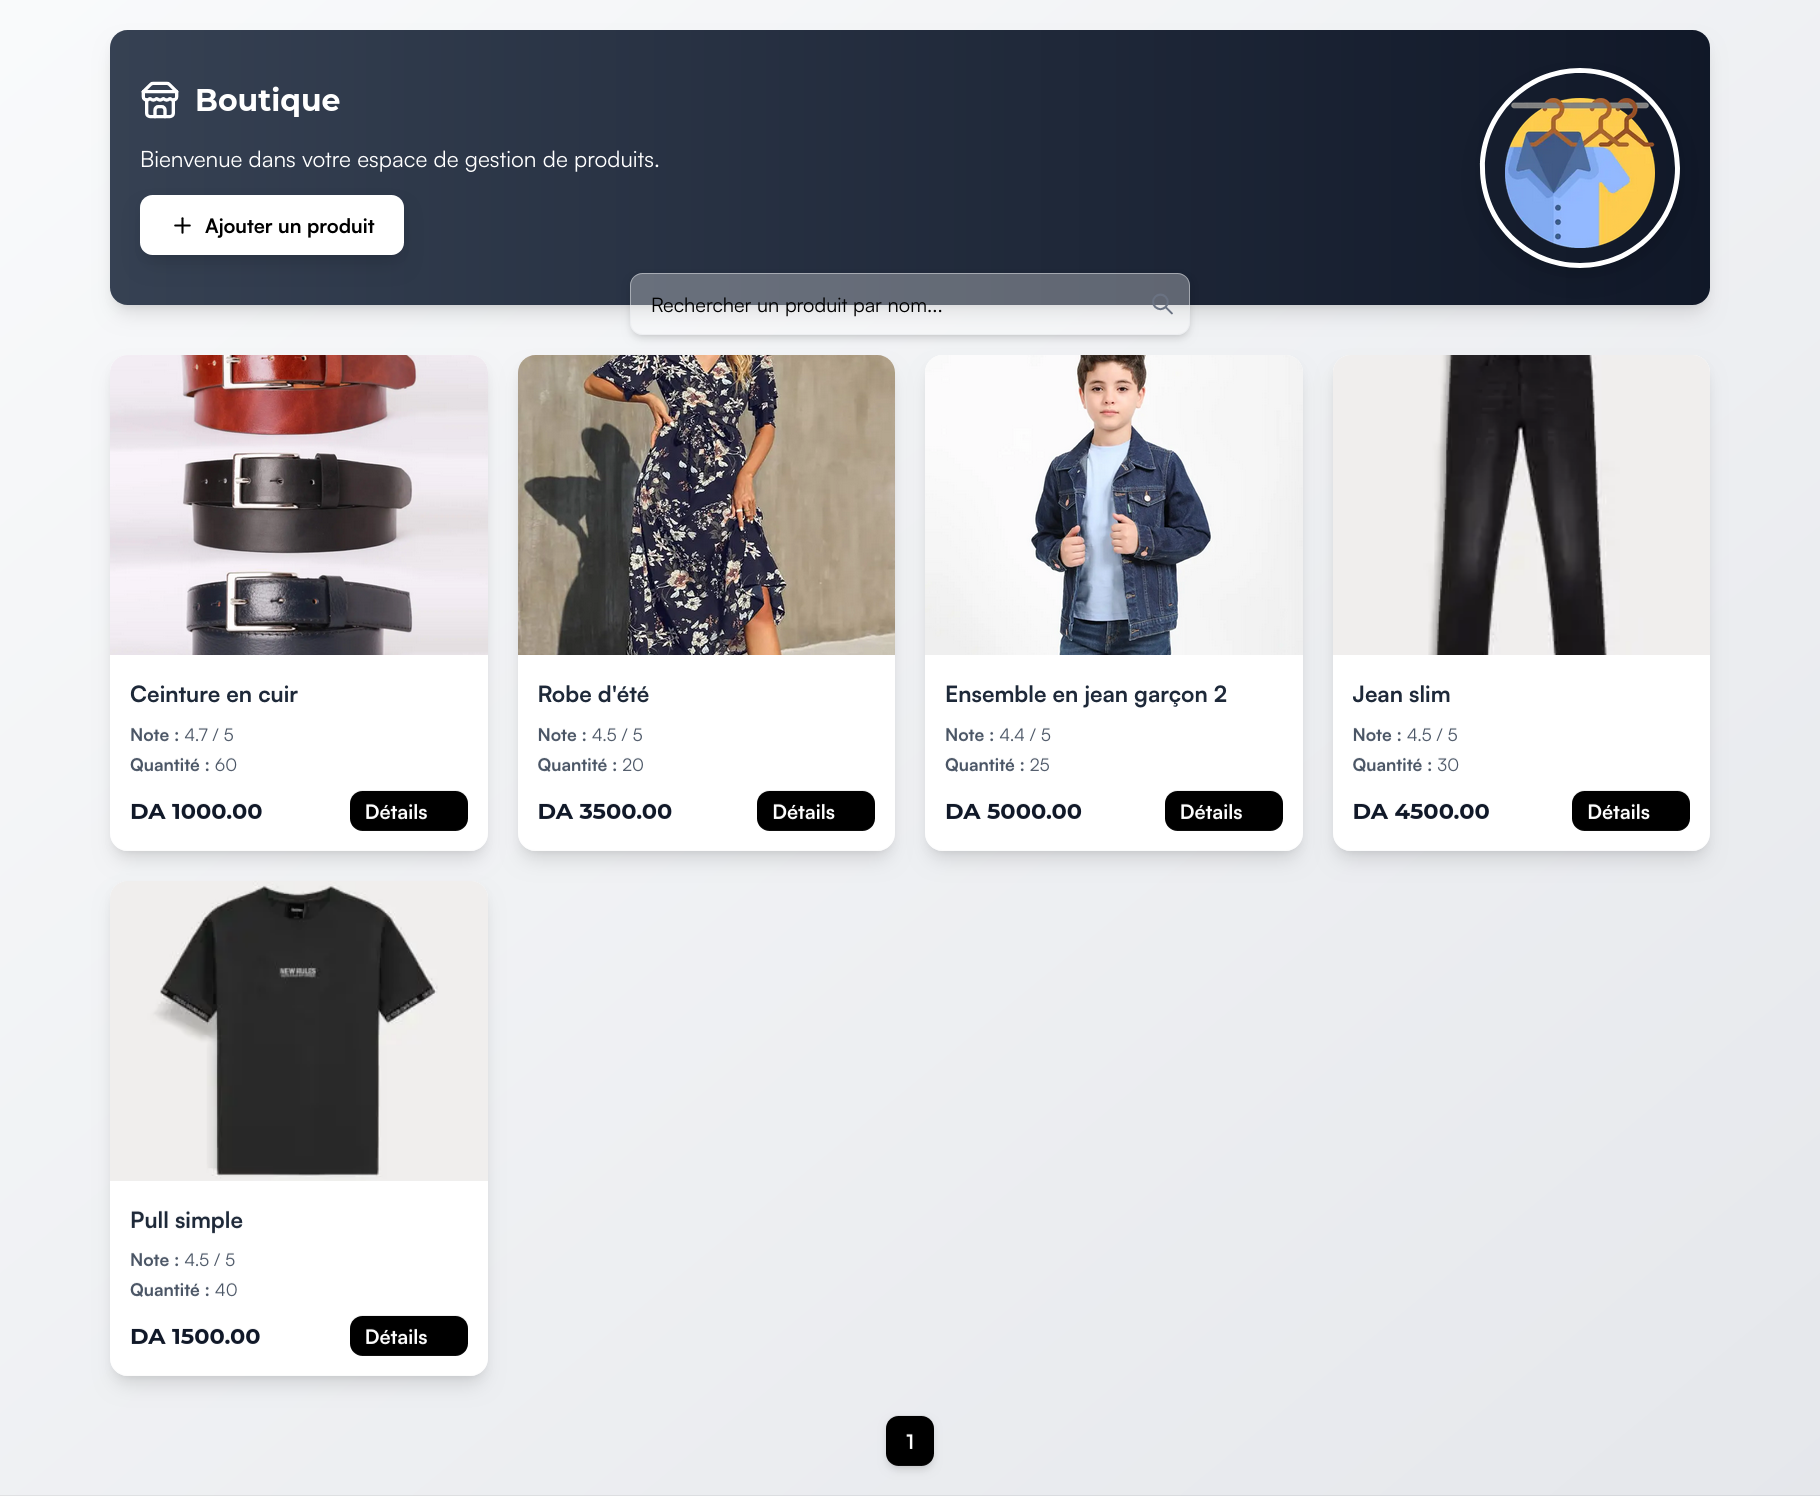 Boutique
Bienvenue dans votre espace de gestion de produits.
Ajouter un produit
Rechercher un produit par nom...
Ceinture en cuir
Note : 4.7 / 5
Quantité : 60
DA 1000.00
Détails
Robe d'été
Note : 4.5 / 5
Quantité : 20
DA 3500.00
Détails
Ensemble en jean garçon 2
Note : 4.4 / 5
Quantité : 25
DA 5000.00
Détails
Jean slim
Note : 4.5 / 5
Quantité : 30
DA 4500.00
Détails
NEW RULES
Pull simple
Note : 4.5 / 5
Quantité : 40
DA 1500.00
Détails
1